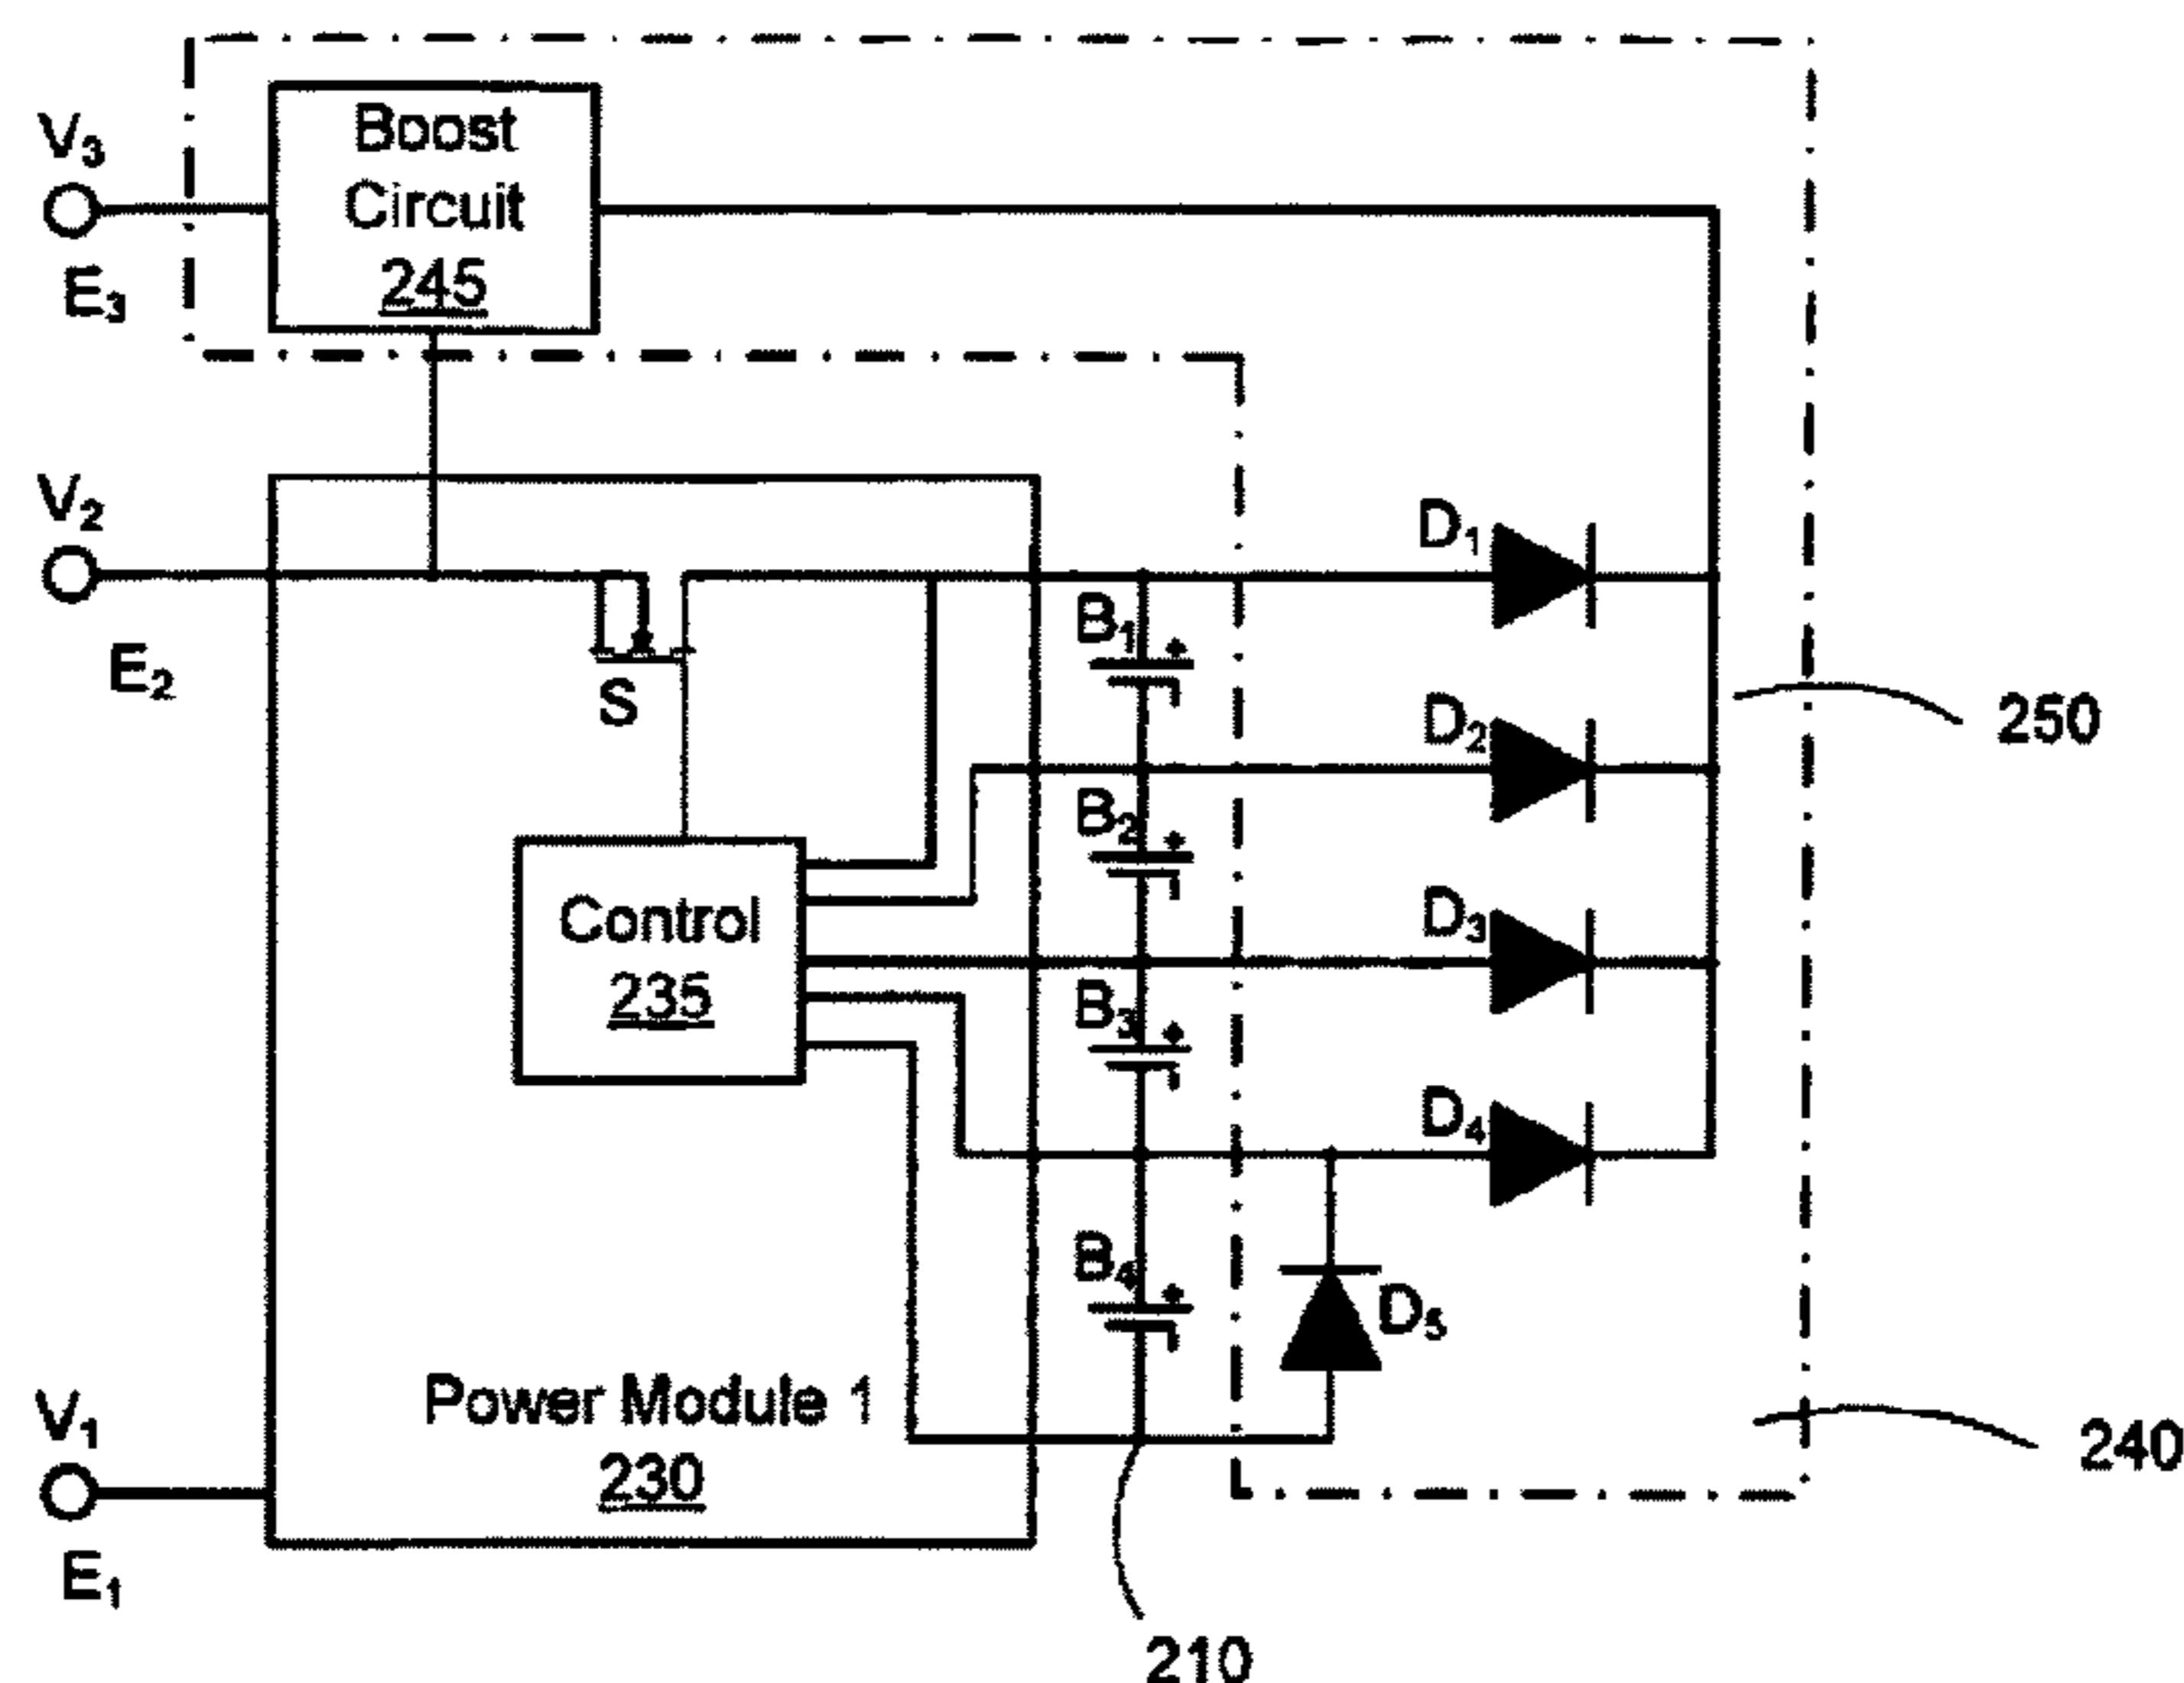 Boost
Circuit
245
V₃
E₃
V₂
E₂
S
D₁
B₁
D₂
250
B₂
Control
235
D₃
B₃
D₄
B₄
D₅
Power Module 1
230
V₁
E₁
240
210